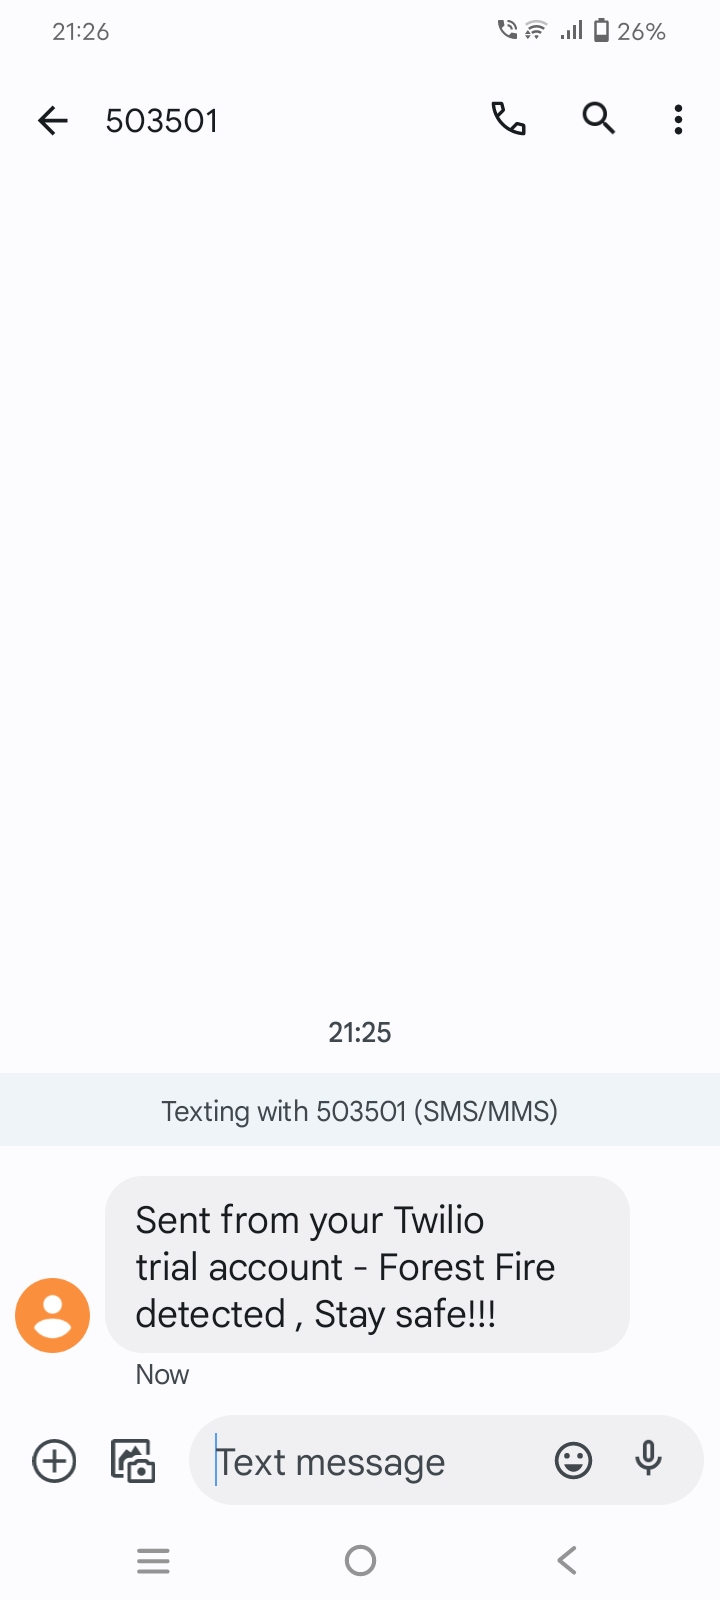 21:26
26%
503501
21:25
Texting with 503501 (SMS/MMS)
Sent from your Twilio
trial account - Forest Fire
detected , Stay safe!!!
Now
Text message